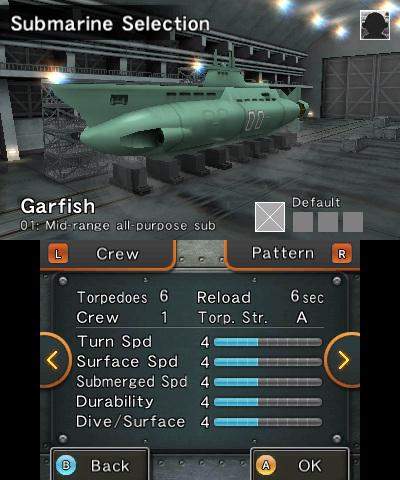 Submarine Selection
00
Garfish
01: Mid-range all-purpose sub
Default
L Crew
Pattern R
Torpedoes 6 Reload 6 sec
Crew 1 Torp. Str. A
Turn Spd 4
Surface Spd 4
Submerged Spd 4
Durability 4
Dive/Surface 4
B Back
A OK